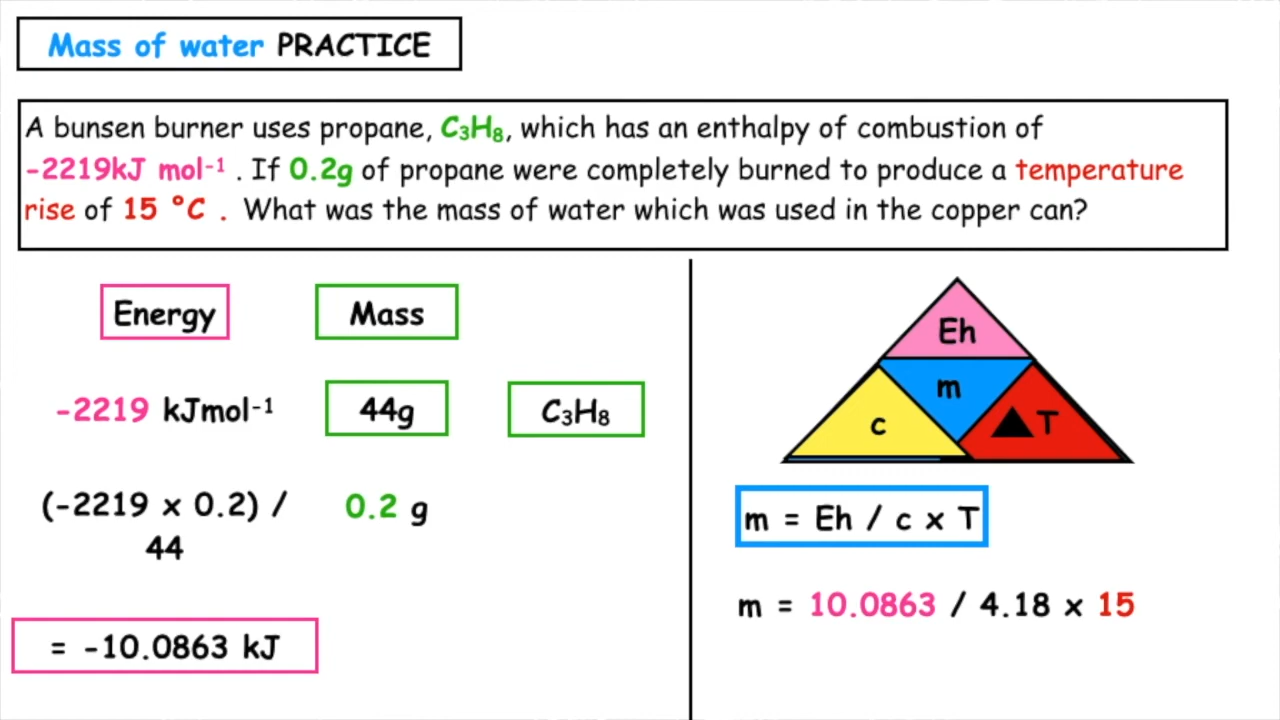 Mass of water PRACTICE
A bunsen burner uses propane, C₃H₈, which has an enthalpy of combustion of
-2219kJ mol⁻¹ . If 0.2g of propane were completely burned to produce a temperature
rise of 15 °C . What was the mass of water which was used in the copper can?
Energy
Mass
-2219 kJmol⁻¹
44g
C₃H₈
(-2219 x 0.2) /
44
0.2 g
= -10.0863 kJ
Eh
m
c
▲T
m = Eh / c x T
m = 10.0863 / 4.18 x 15